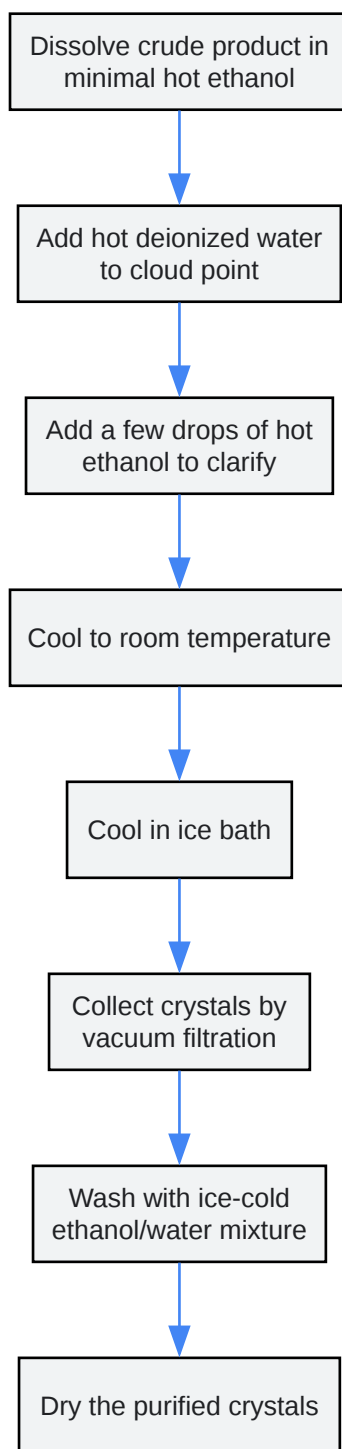 Dissolve crude product in
minimal hot ethanol
Add hot deionized water
to cloud point
Add a few drops of hot
ethanol to clarify
Cool to room temperature
Cool in ice bath
Collect crystals by
vacuum filtration
Wash with ice-cold
ethanol/water mixture
Dry the purified crystals